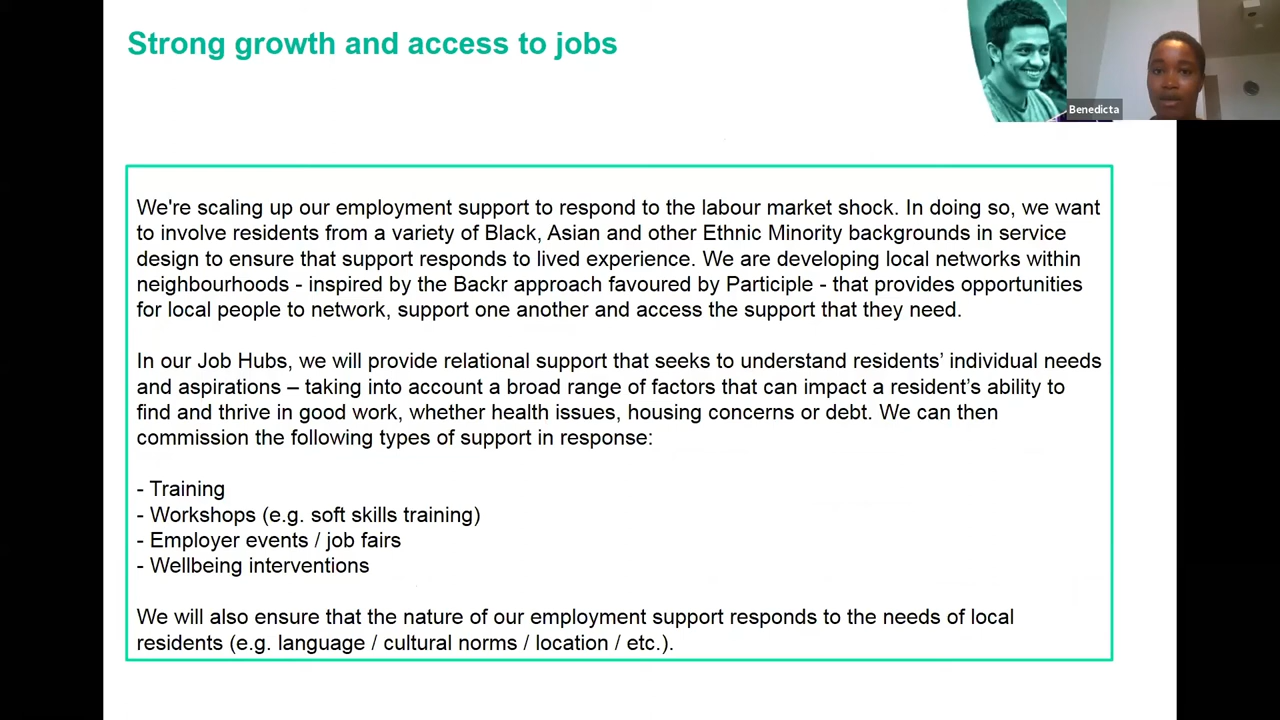 Strong growth and access to jobs
Benedicta
We're scaling up our employment support to respond to the labour market shock. In doing so, we want
to involve residents from a variety of Black, Asian and other Ethnic Minority backgrounds in service
design to ensure that support responds to lived experience. We are developing local networks within
neighbourhoods - inspired by the Backr approach favoured by Participle - that provides opportunities
for local people to network, support one another and access the support that they need.
In our Job Hubs, we will provide relational support that seeks to understand residents’ individual needs
and aspirations – taking into account a broad range of factors that can impact a resident’s ability to
find and thrive in good work, whether health issues, housing concerns or debt. We can then
commission the following types of support in response:
- Training
- Workshops (e.g. soft skills training)
- Employer events / job fairs
- Wellbeing interventions
We will also ensure that the nature of our employment support responds to the needs of local
residents (e.g. language / cultural norms / location / etc.).